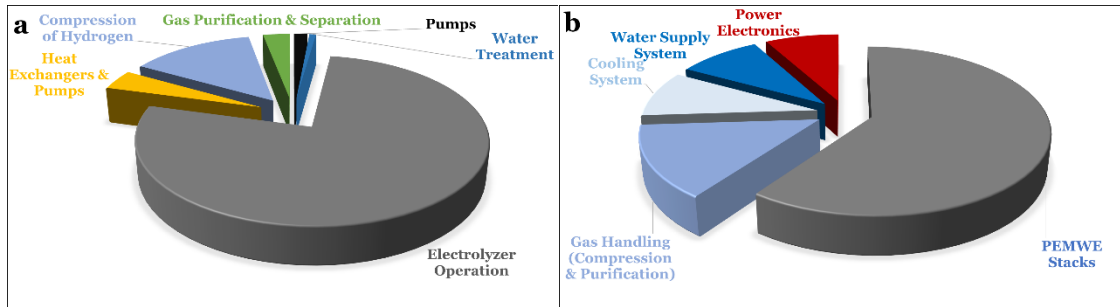 a
Compression
of Hydrogen
Gas Purification & Separation
Pumps
Water
Treatment
Heat
Exchangers &
Pumps
Electrolyzer
Operation
b
Power
Electronics
Water Supply
System
Cooling
System
Gas Handling
(Compression
& Purification)
PEMWE
Stacks